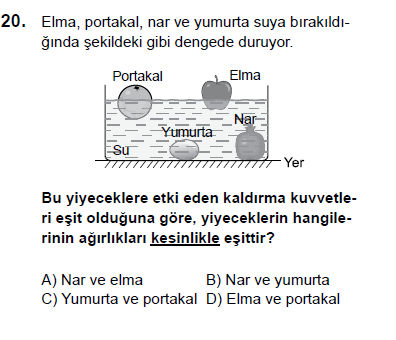 20. Elma, portakal, nar ve yumurta suya bırakıldı-
ğında şekildeki gibi dengede duruyor.
Portakal
Elma
Nar
Yumurta
Su
Yer
Bu yiyeceklere etki eden kaldırma kuvvetle-
ri eşit olduğuna göre, yiyeceklerin hangile-
rinin ağırlıkları kesinlikle eşittir?
A) Nar ve elma B) Nar ve yumurta
C) Yumurta ve portakal D) Elma ve portakal